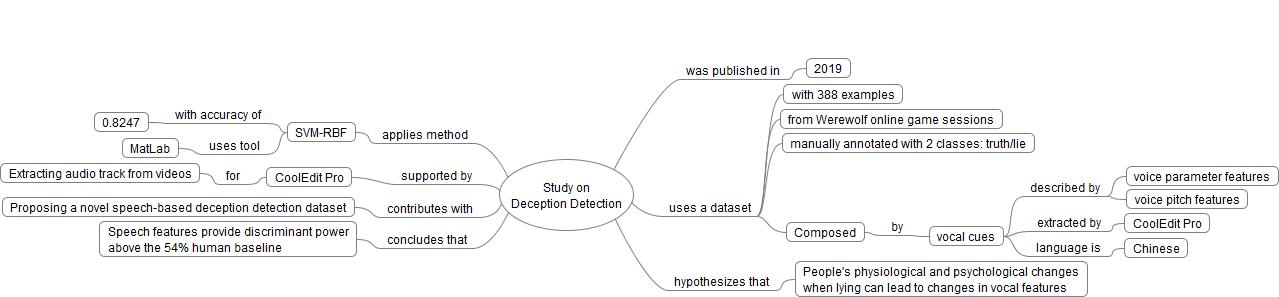 was published in
2019
with 388 examples
from Werewolf online game sessions
manually annotated with 2 classes: truth/lie
0.8247
with accuracy of
SVM-RBF
applies method
MatLab
uses tool
Extracting audio track from videos
for
CoolEdit Pro
supported by
Proposing a novel speech-based deception detection dataset
contributes with
Speech features provide discriminant power
above the 54% human baseline
concludes that
Study on
Deception Detection
uses a dataset
Composed
by
vocal cues
described by
voice parameter features
voice pitch features
extracted by
CoolEdit Pro
language is
Chinese
hypothesizes that
People's physiological and psychological changes
when lying can lead to changes in vocal features